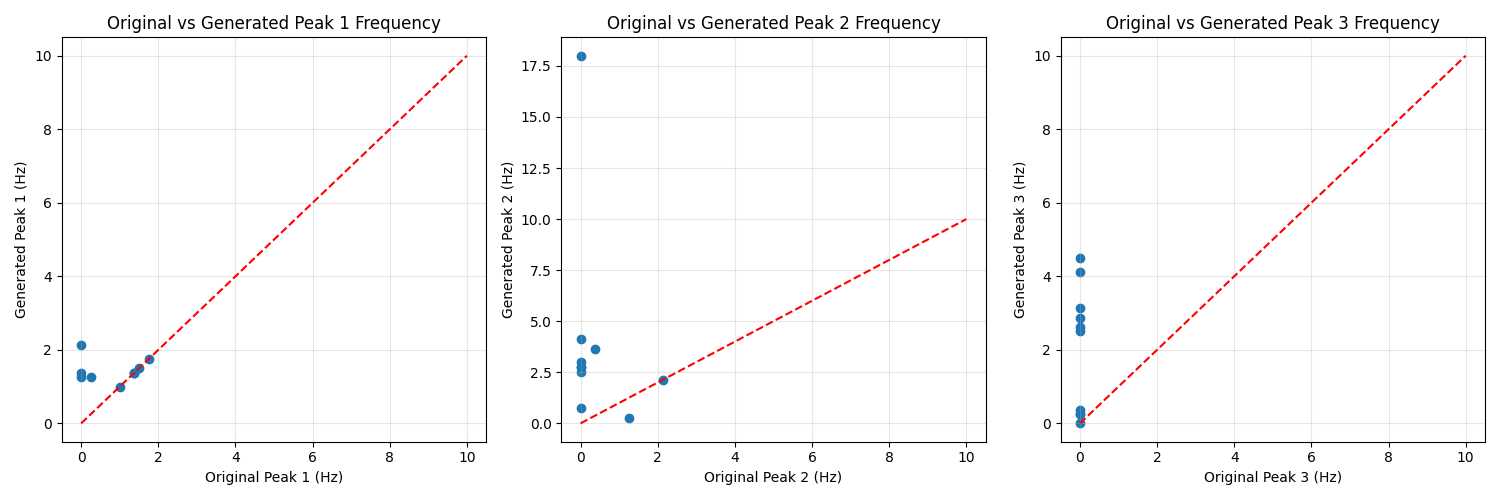 Original vs Generated Peak 1 Frequency
10
8
6
4
2
0
Generated Peak 1 (Hz)
0 2 4 6 8 10
Original Peak 1 (Hz)
Original vs Generated Peak 2 Frequency
17.5
15.0
12.5
10.0
7.5
5.0
2.5
0.0
Generated Peak 2 (Hz)
0 2 4 6 8 10
Original Peak 2 (Hz)
Original vs Generated Peak 3 Frequency
10
8
6
4
2
0
Generated Peak 3 (Hz)
0 2 4 6 8 10
Original Peak 3 (Hz)